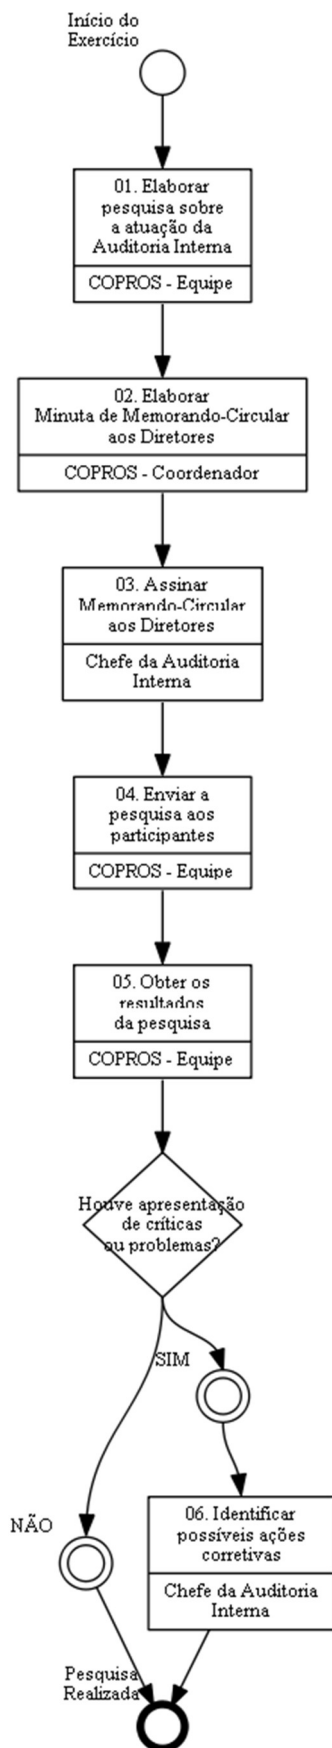 Início do
Exercício
01. Elaborar
pesquisa sobre
a atuação da
Auditoria Interna
COPROS - Equipe
02. Elaborar
Minuta de Memorando-Circular
aos Diretores
COPROS - Coordenador
03. Assinar
Memorando-Circular
aos Diretores
Chefe da Auditoria
Interna
04. Enviar a
pesquisa aos
participantes
COPROS - Equipe
05. Obter os
resultados
da pesquisa
COPROS - Equipe
Houve apresentação
de críticas
ou problemas?
SIM
NÃO
06. Identificar
possíveis ações
corretivas
Chefe da Auditoria
Interna
Pesquisa
Realizada